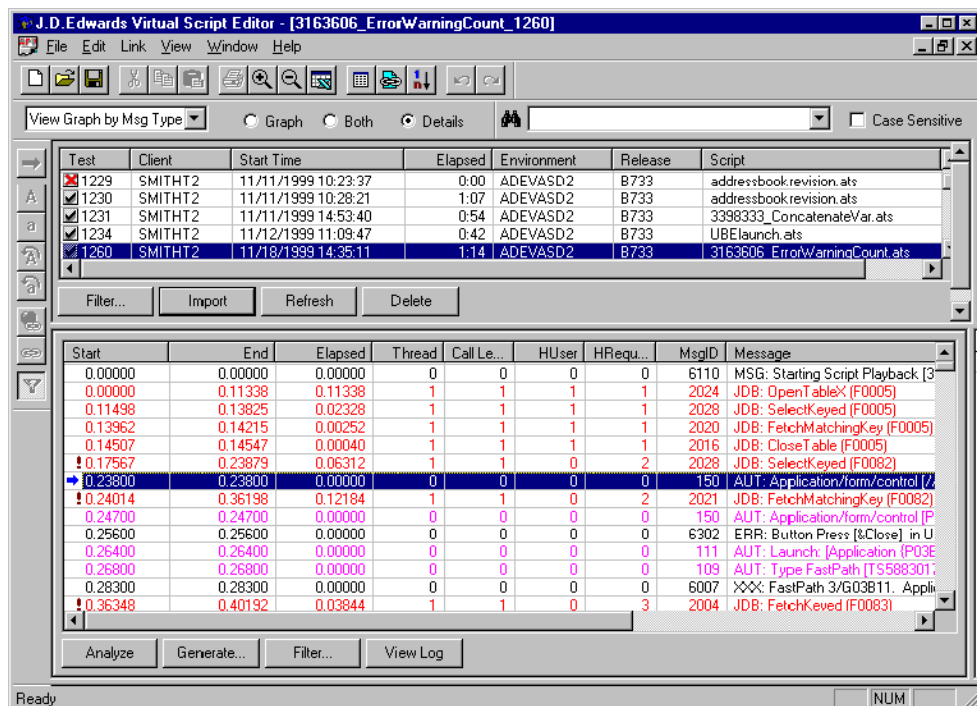 J.D.Edwards Virtual Script Editor - [3163606_ErrorWarningCount_1260]
File Edit Link View Window Help
View Graph by Msg Type Graph Both Details Case Sensitive
Test Client Start Time Elapsed Environment Release Script
1229 SMITHT2 11/11/1999 10:23:37 0:00 ADEVASD2 B733 addressbook.revision.ats
1230 SMITHT2 11/11/1999 10:28:21 1:07 ADEVASD2 B733 addressbook.revision.ats
1231 SMITHT2 11/11/1999 14:53:40 0:54 ADEVASD2 B733 3398333_ConcatenateVar.ats
1234 SMITHT2 11/12/1999 11:09:47 0:42 ADEVASD2 B733 UBElaunch.ats
1260 SMITHT2 11/18/1999 14:35:11 1:14 ADEVASD2 B733 3163606_ErrorWarningCount.ats
Filter... Import Refresh Delete
Start End Elapsed Thread Call Le... HUser HRequ... MsgID Message
0.00000 0.00000 0.00000 0 0 0 0 6110 MSG: Starting Script Playback [3
0.00000 0.11338 0.11338 1 1 1 1 2024 JDB: OpenTableX (F0005)
0.11498 0.13825 0.02328 1 1 1 1 2028 JDB: SelectKeyed (F0005)
0.13962 0.14215 0.00252 1 1 1 1 2020 JDB: FetchMatchingKey (F0005)
0.14507 0.14547 0.00040 1 1 1 1 2016 JDB: CloseTable (F0005)
! 0.17567 0.23879 0.06312 1 1 0 2 2028 JDB: SelectKeyed (F0082)
0.23800 0.23800 0.00000 0 0 0 0 150 AUT: Application/form/control [/
! 0.24014 0.36198 0.12184 1 1 0 2 2021 JDB: FetchMatchingKey (F0082)
0.24700 0.24700 0.00000 0 0 0 0 150 AUT: Application/form/control [P
0.25600 0.25600 0.00000 0 0 0 0 6302 ERR: Button Press [&Close] in U
0.26400 0.26400 0.00000 0 0 0 0 111 AUT: Launch: [Application {P03B
0.26800 0.26800 0.00000 0 0 0 0 109 AUT: Type FastPath [TS5883017
0.28300 0.28300 0.00000 0 0 0 0 6007 XXX: FastPath 3/G03B11. Appli
! 0.36348 0.40192 0.03844 1 1 0 3 2004 JDB: FetchKeyed (F0083)
Analyze Generate... Filter... View Log
Ready NUM